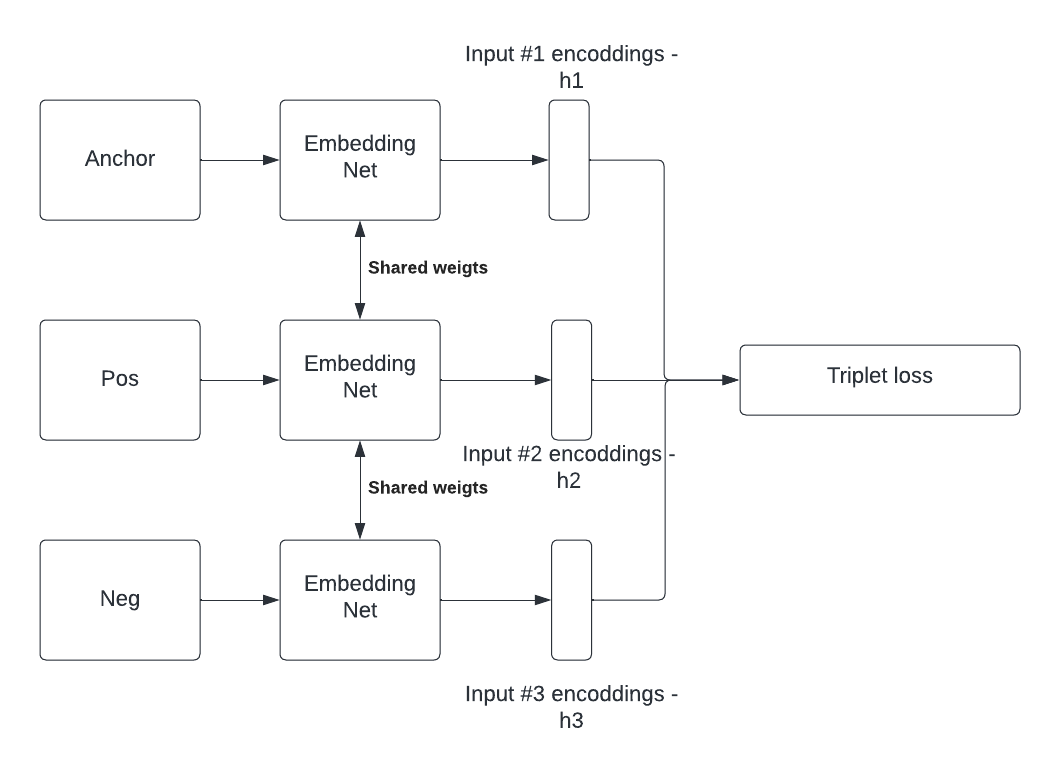 Input #1 encoddings -
h1
Anchor
Embedding
Net
Shared weigts
Pos
Embedding
Net
Triplet loss
Input #2 encoddings -
h2
Shared weigts
Neg
Embedding
Net
Input #3 encoddings -
h3